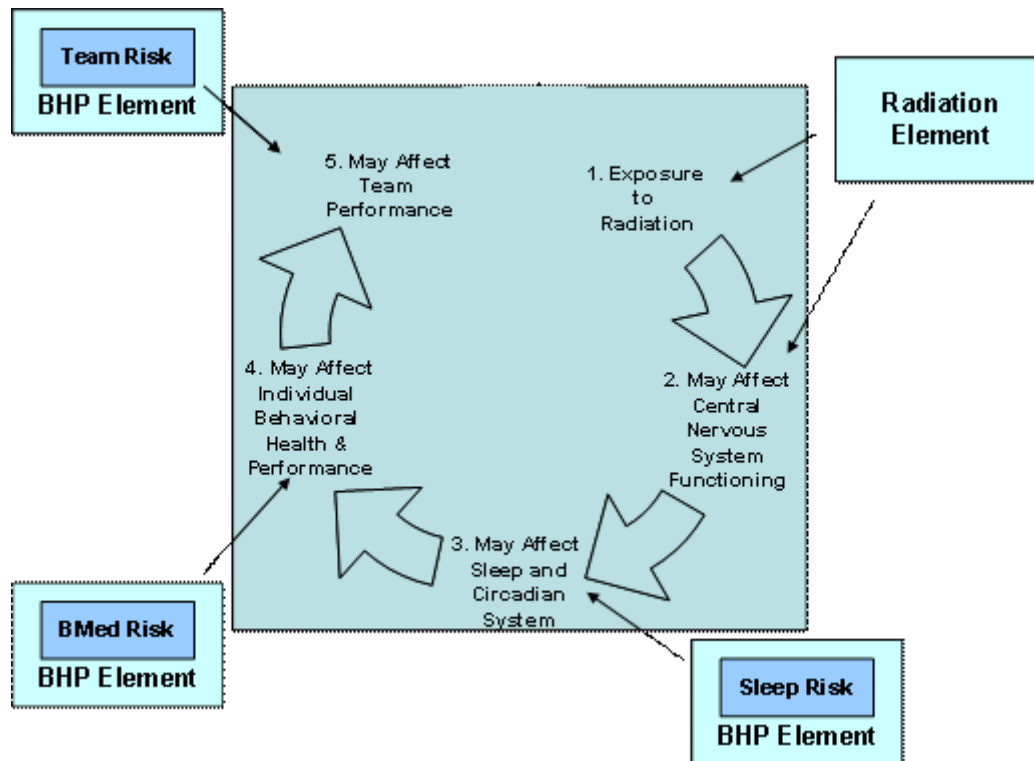 Team Risk
BHP Element
Radiation
Element
5. May Affect
Team
Performance
1. Exposure
to
Radiation
4. May Affect
Individual
Behavioral
Health &
Performance
2. May Affect
Central
Nervous
System
Functioning
3. May Affect
Sleep and
Circadian
System
BMed Risk
BHP Element
Sleep Risk
BHP Element